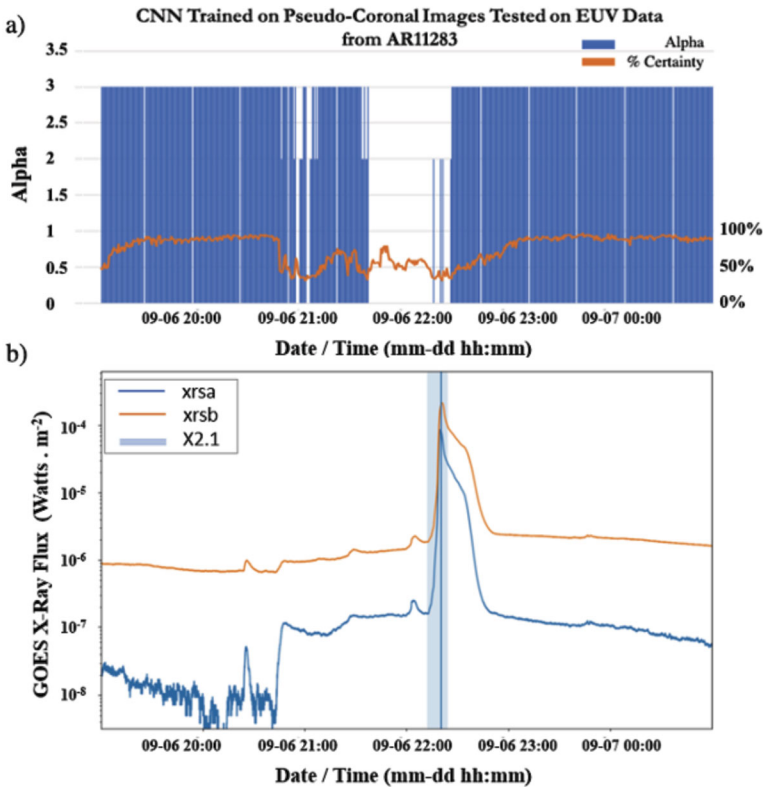 a)
CNN Trained on Pseudo-Coronal Images Tested on EUV Data
from AR11283
Alpha
% Certainty
3.5
3
2.5
2
1.5
1
0.5
0
Alpha
100%
50%
0%
09-06 20:00
09-06 21:00
09-06 22:00
09-06 23:00
09-07 00:00
Date / Time (mm-dd hh:mm)
b)
xrsa
xrsb
X2.1
GOES X-Ray Flux (Watts . m⁻²)
10⁻⁴
10⁻⁵
10⁻⁶
10⁻⁷
10⁻⁸
09-06 20:00
09-06 21:00
09-06 22:00
09-06 23:00
09-07 00:00
Date / Time (mm-dd hh:mm)